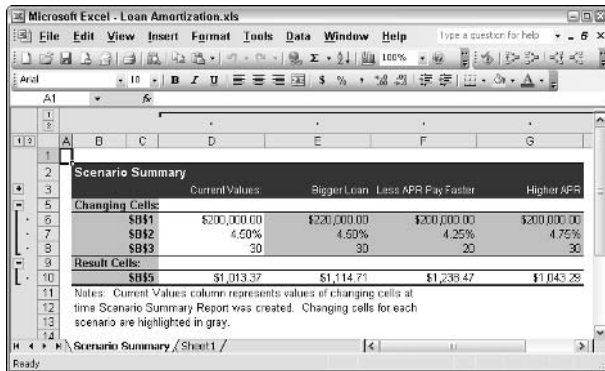 Microsoft Excel - Loan Amortization.xls
File Edit View Insert Format Tools Data Window Help Type a question for help
100%
Arial 10 B I U $ % ,
A1 fx
1
2
1 2 A B C D E F G
1
2 Scenario Summary
3 Current Values: Bigger Loan Less APR Pay Faster Higher APR
5 Changing Cells:
6 $B$1 $200,000.00 $220,000.00 $200,000.00 $200,000.00
7 $B$2 4.50% 4.50% 4.25% 4.75%
8 $B$3 30 30 20 30
9 Result Cells:
10 $B$5 $1,013.37 $1,114.71 $1,238.47 $1,043.29
11 Notes: Current Values column represents values of changing cells at
12 time Scenario Summary Report was created. Changing cells for each
13 scenario are highlighted in gray.
14
Scenario Summary / Sheet1 /
Ready